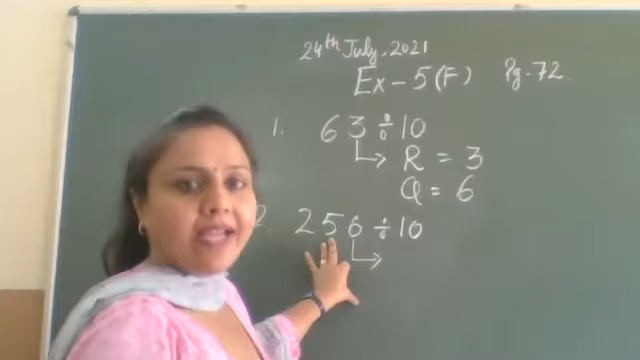 24th July, 2021
Ex - 5 (F) Pg. 72.
1. 63 ÷ 10
R = 3
Q = 6
2. 256 ÷ 10